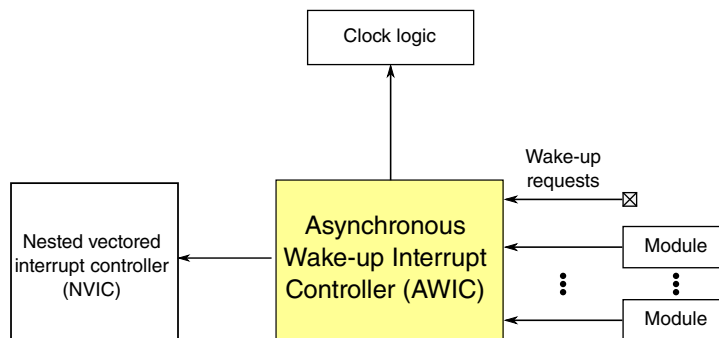 Clock logic
Wake-up
requests
Nested vectored
interrupt controller
(NVIC)
Asynchronous
Wake-up Interrupt
Controller (AWIC)
Module
Module